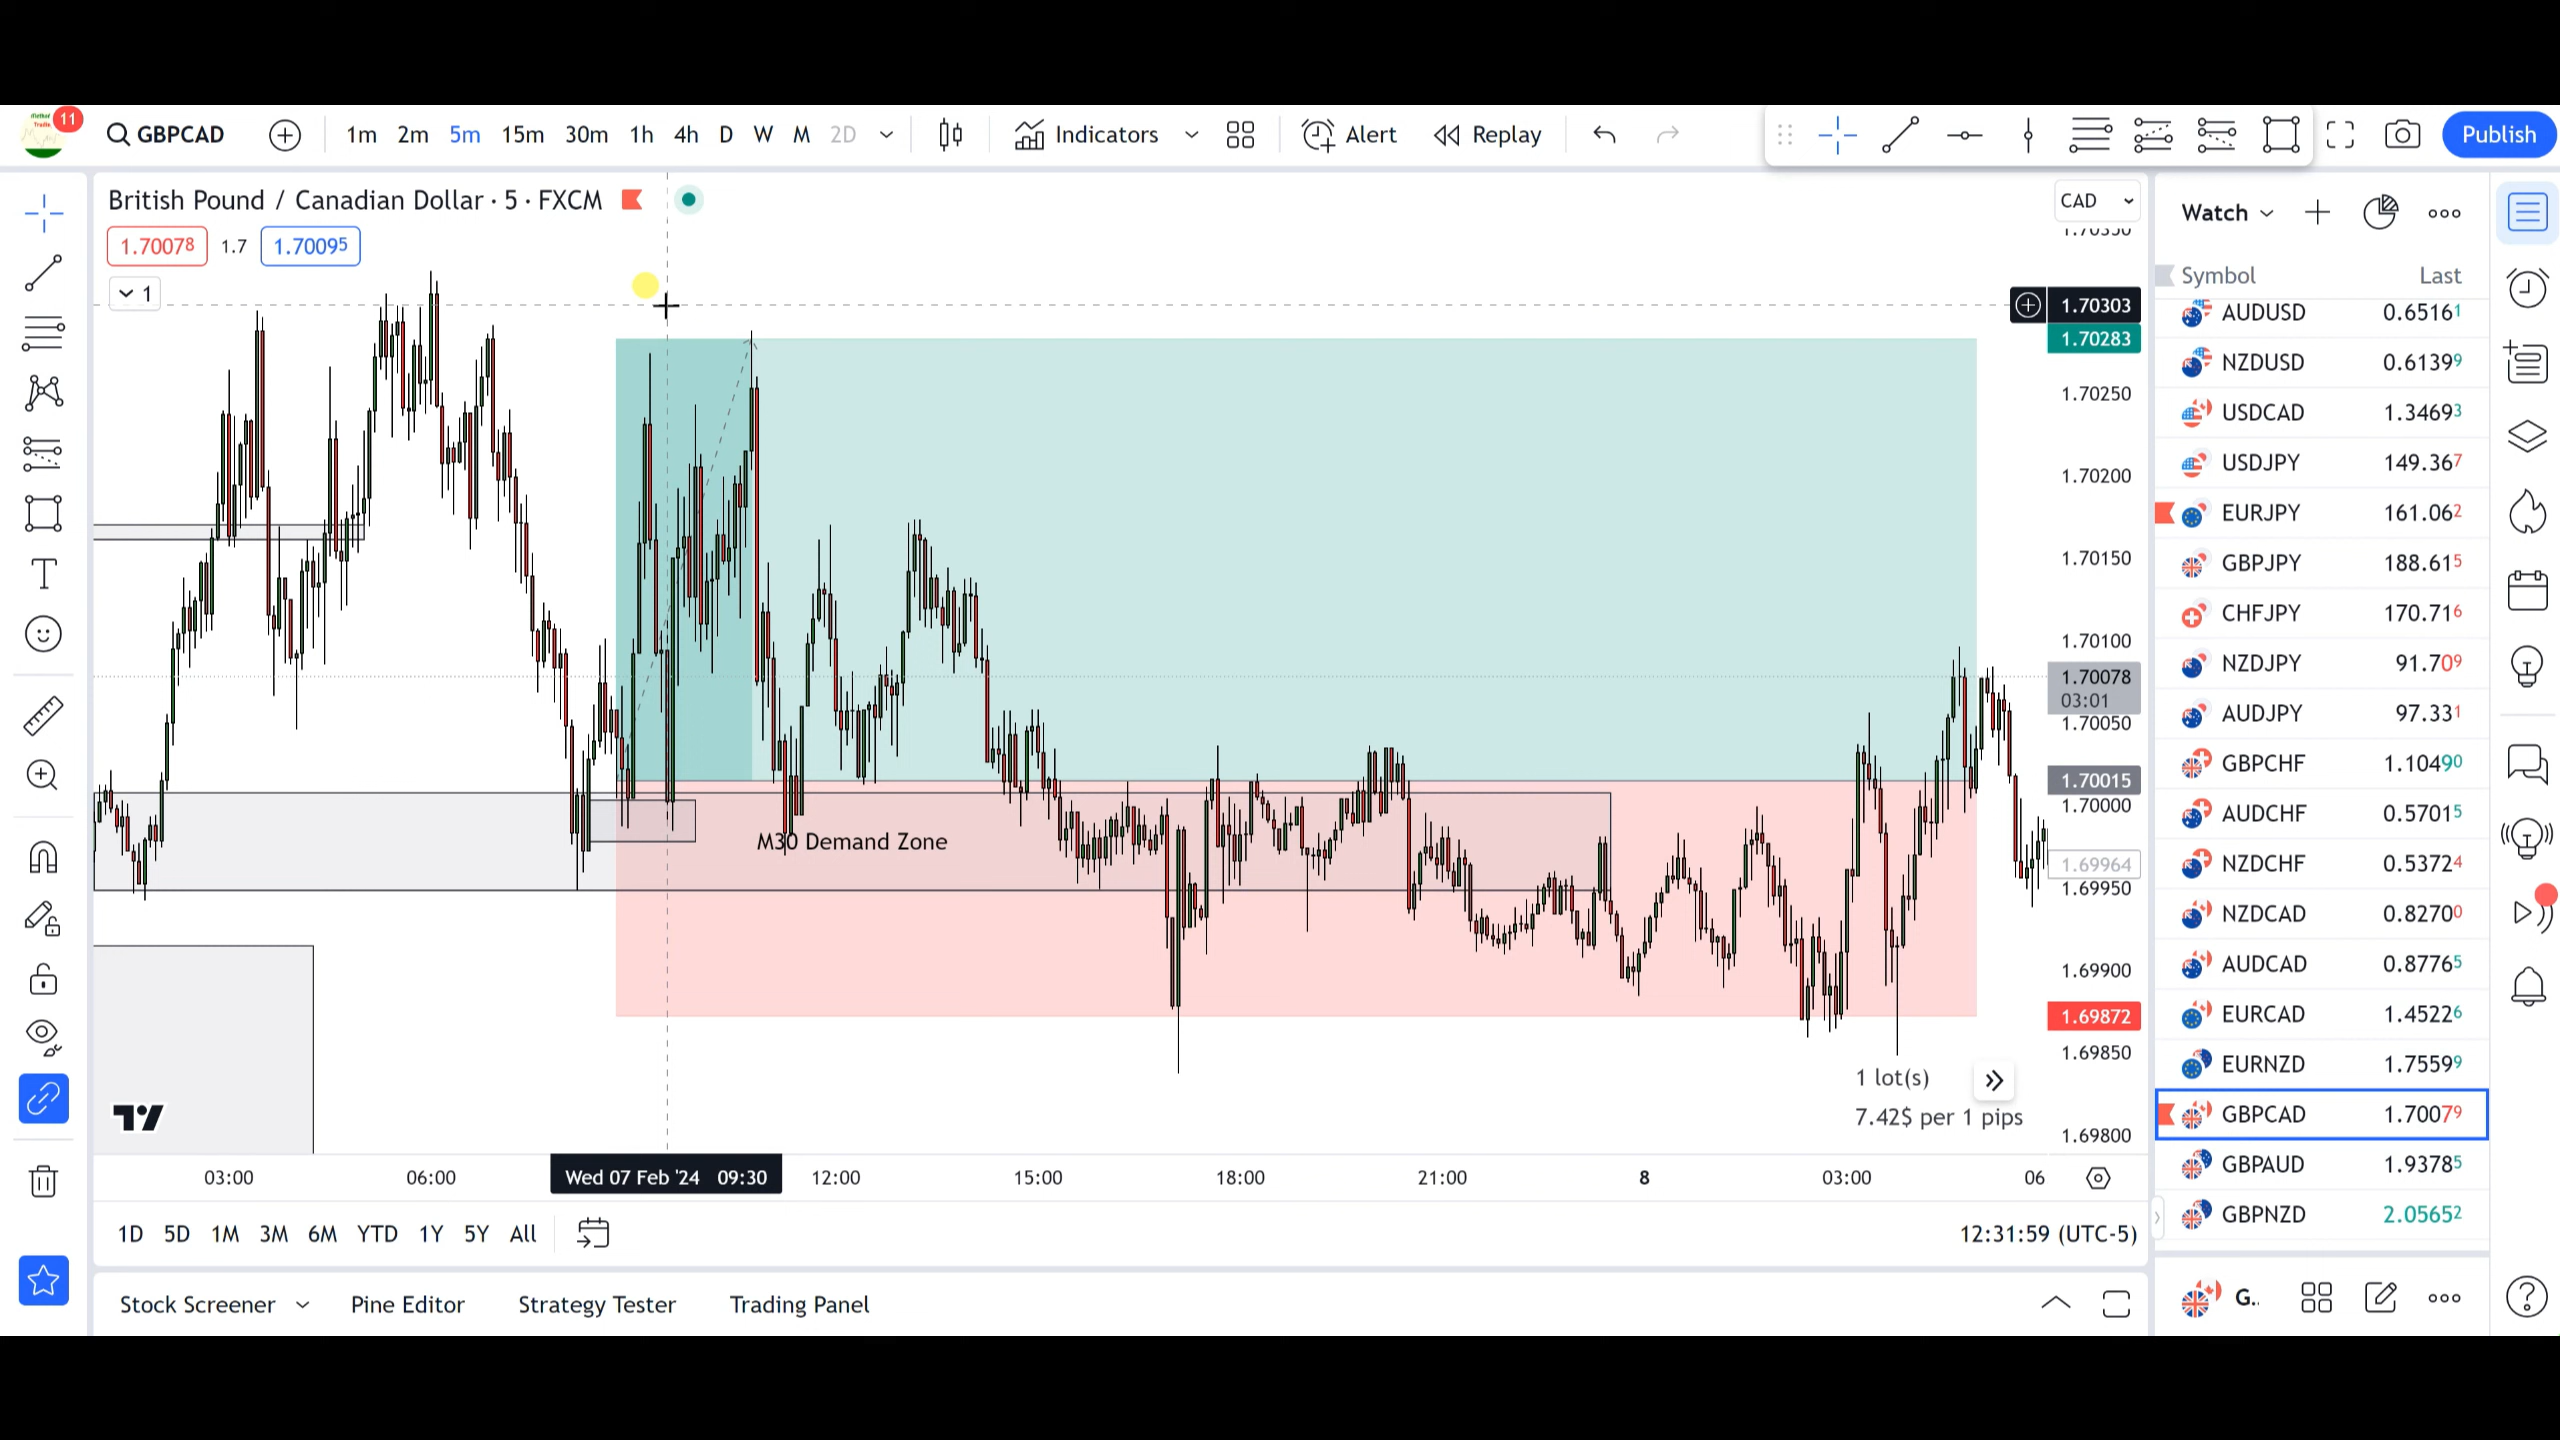 11
GBPCAD
1m 2m 5m 15m 30m 1h 4h D W M 2D
Indicators
Alert
Replay
Publish
British Pound / Canadian Dollar · 5 · FXCM
1.70078 1.7 1.70095
1
CAD
1.70303
1.70283
1.70250
1.70200
1.70150
1.70100
1.70078
03:01
1.70050
1.70015
1.70000
1.69964
1.69950
1.69900
1.69872
1.69850
1.69800
M30 Demand Zone
1 lot(s)
7.42$ per 1 pips
03:00 06:00 Wed 07 Feb '24 09:30 12:00 15:00 18:00 21:00 8 03:00 06
1D 5D 1M 3M 6M YTD 1Y 5Y All
12:31:59 (UTC-5)
Stock Screener Pine Editor Strategy Tester Trading Panel
Watch
Symbol Last
AUDUSD 0.65161
NZDUSD 0.61399
USDCAD 1.34693
USDJPY 149.367
EURJPY 161.062
GBPJPY 188.615
CHFJPY 170.716
NZDJPY 91.709
AUDJPY 97.331
GBPCHF 1.10490
AUDCHF 0.57015
NZDCHF 0.53724
NZDCAD 0.82700
AUDCAD 0.87765
EURCAD 1.45226
EURNZD 1.75599
GBPCAD 1.70079
GBPAUD 1.93785
GBPNZD 2.05652
G..